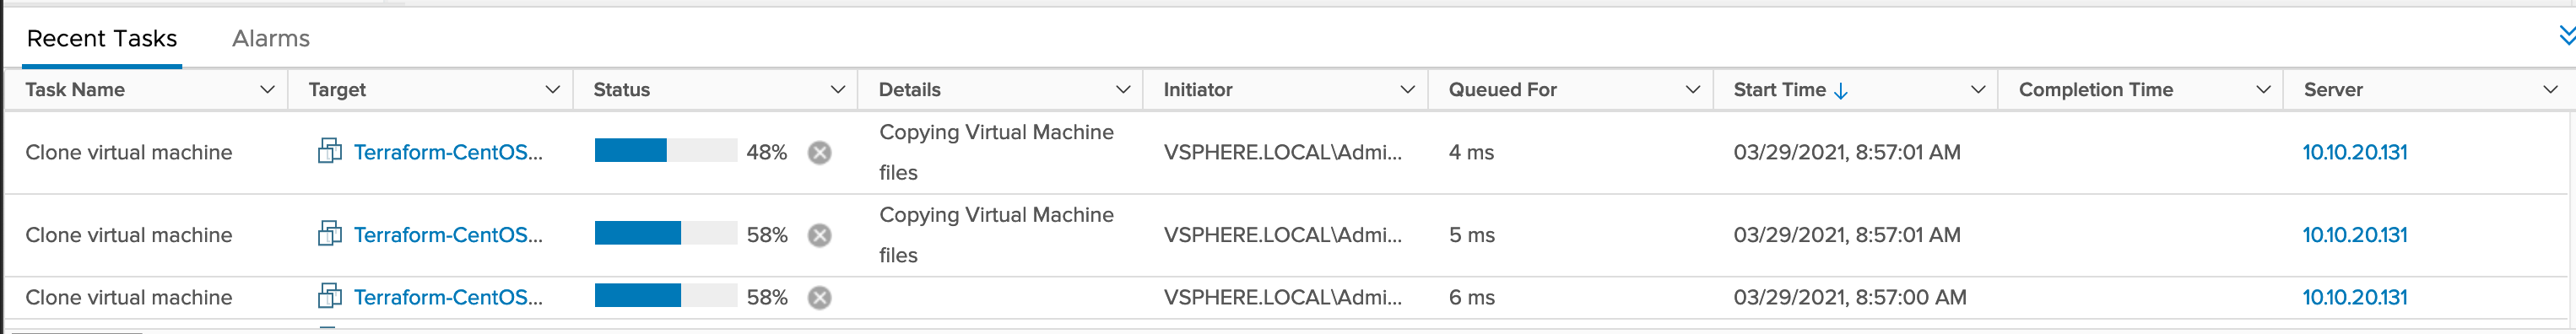 Recent Tasks Alarms
Task Name Target Status Details Initiator Queued For Start Time Completion Time Server
Clone virtual machine Terraform-CentOS... 48% Copying Virtual Machine files VSPHERE.LOCAL\Admi... 4 ms 03/29/2021, 8:57:01 AM 10.10.20.131
Clone virtual machine Terraform-CentOS... 58% Copying Virtual Machine files VSPHERE.LOCAL\Admi... 5 ms 03/29/2021, 8:57:01 AM 10.10.20.131
Clone virtual machine Terraform-CentOS... 58% VSPHERE.LOCAL\Admi... 6 ms 03/29/2021, 8:57:00 AM 10.10.20.131